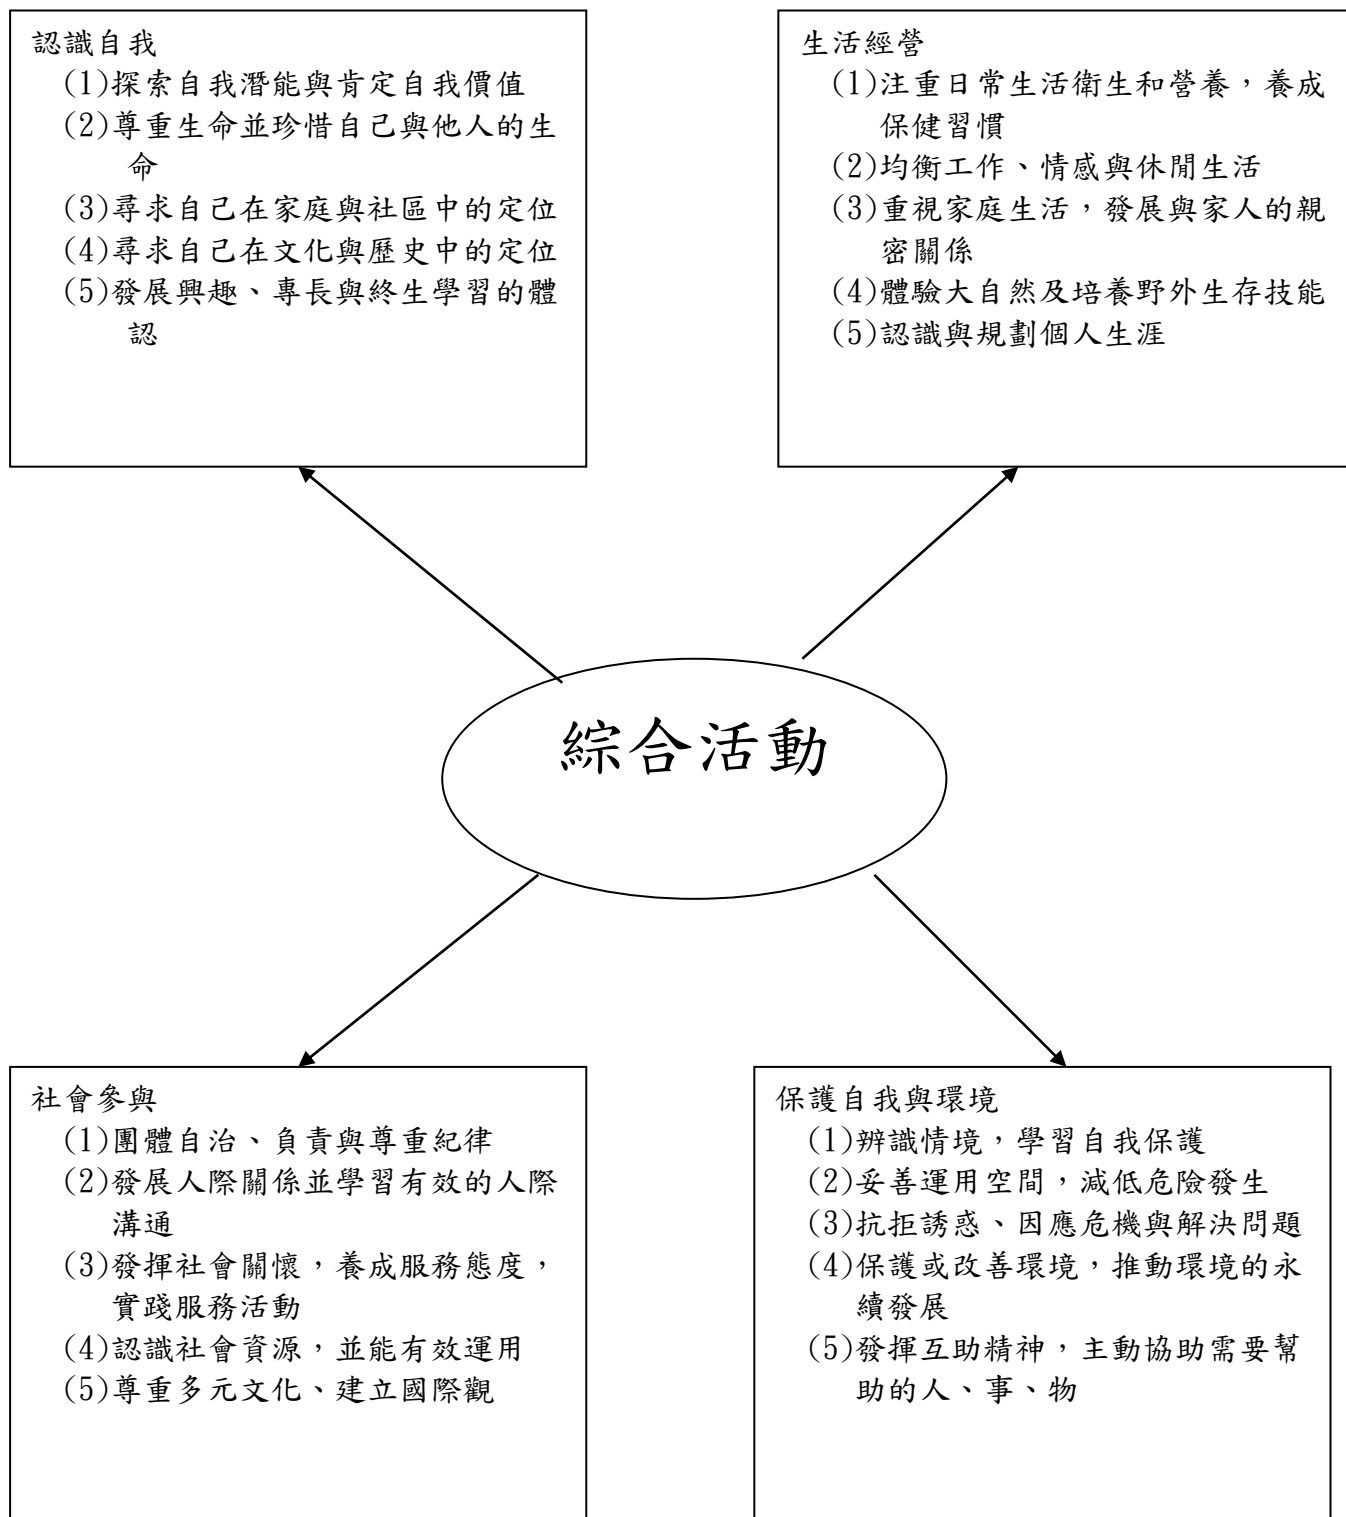 認識自我
(1)探索自我潛能與肯定自我價值
(2)尊重生命並珍惜自己與他人的生
命
(3)尋求自己在家庭與社區中的定位
(4)尋求自己在文化與歷史中的定位
(5)發展興趣、專長與終生學習的體
認
生活經營
(1)注重日常生活衛生和營養，養成
保健習慣
(2)均衡工作、情感與休閒生活
(3)重視家庭生活，發展與家人的親
密關係
(4)體驗大自然及培養野外生存技能
(5)認識與規劃個人生涯
綜合活動
社會參與
(1)團體自治、負責與尊重紀律
(2)發展人際關係並學習有效的人際
溝通
(3)發揮社會關懷，養成服務態度，
實踐服務活動
(4)認識社會資源，並能有效運用
(5)尊重多元文化、建立國際觀
保護自我與環境
(1)辨識情境，學習自我保護
(2)妥善運用空間，減低危險發生
(3)抗拒誘惑、因應危機與解決問題
(4)保護或改善環境，推動環境的永
續發展
(5)發揮互助精神，主動協助需要幫
助的人、事、物